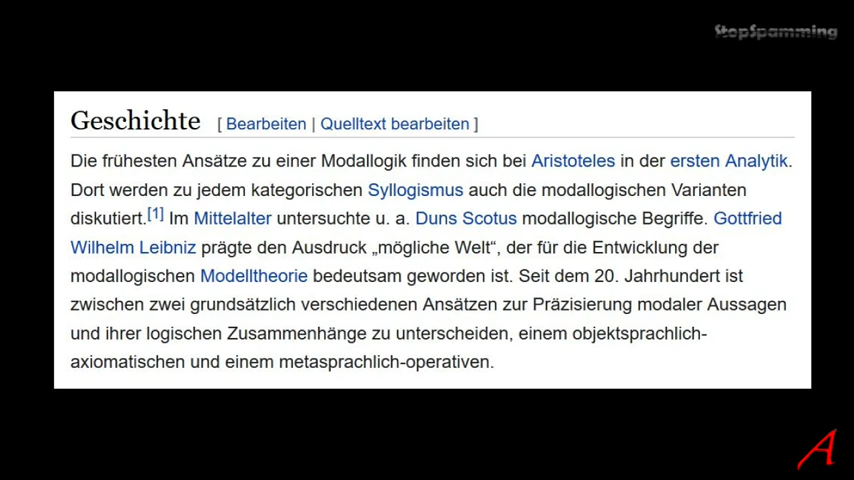 StopSpamming
Geschichte [ Bearbeiten | Quelltext bearbeiten ]
Die frühesten Ansätze zu einer Modallogik finden sich bei Aristoteles in der ersten Analytik.
Dort werden zu jedem kategorischen Syllogismus auch die modallogischen Varianten
diskutiert.[1] Im Mittelalter untersuchte u. a. Duns Scotus modallogische Begriffe. Gottfried
Wilhelm Leibniz prägte den Ausdruck „mögliche Welt“, der für die Entwicklung der
modallogischen Modelltheorie bedeutsam geworden ist. Seit dem 20. Jahrhundert ist
zwischen zwei grundsätzlich verschiedenen Ansätzen zur Präzisierung modaler Aussagen
und ihrer logischen Zusammenhänge zu unterscheiden, einem objektsprachlich-
axiomatischen und einem metasprachlich-operativen.
A